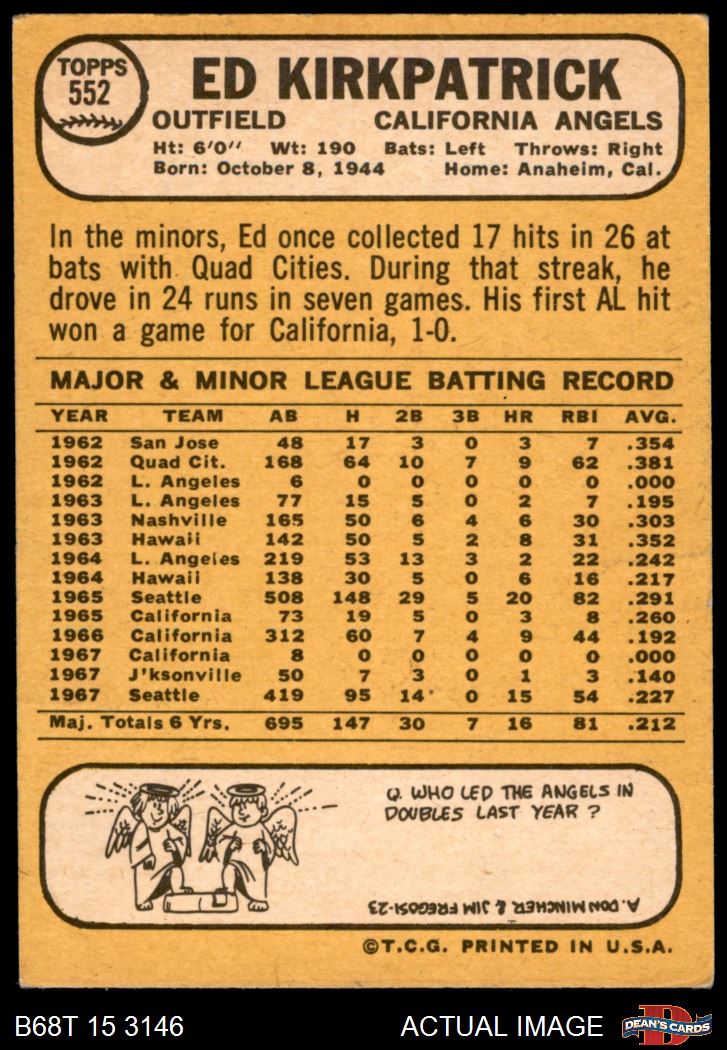 TOPPS
552
ED KIRKPATRICK
OUTFIELD CALIFORNIA ANGELS
Ht: 6'0" Wt: 190 Bats: Left Throws: Right
Born: October 8, 1944 Home: Anaheim, Cal.
In the minors, Ed once collected 17 hits in 26 at
bats with Quad Cities. During that streak, he
drove in 24 runs in seven games. His first AL hit
won a game for California, 1-0.
MAJOR & MINOR LEAGUE BATTING RECORD
YEAR TEAM AB H 2B 3B HR RBI AVG.
1962 San Jose 48 17 3 0 3 7 .354
1962 Quad Cit. 168 64 10 7 9 62 .381
1962 L. Angeles 6 0 0 0 0 0 .000
1963 L. Angeles 77 15 5 0 2 7 .195
1963 Nashville 165 50 6 4 6 30 .303
1963 Hawaii 142 50 5 2 8 31 .352
1964 L. Angeles 219 53 13 3 2 22 .242
1964 Hawaii 138 30 5 0 6 16 .217
1965 Seattle 508 148 29 5 20 82 .291
1965 California 73 19 5 0 3 8 .260
1966 California 312 60 7 4 9 44 .192
1967 California 8 0 0 0 0 0 .000
1967 J'ksonville 50 7 3 0 1 3 .140
1967 Seattle 419 95 14 0 15 54 .227
Maj. Totals 6 Yrs. 695 147 30 7 16 81 .212
Q. WHO LED THE ANGELS IN
DOUBLES LAST YEAR ?
A. DON MINCHER & JIM FREGOSI-23
©T.C.G. PRINTED IN U.S.A.
B68T 15 3146 ACTUAL IMAGE D DEAN'S CARDS